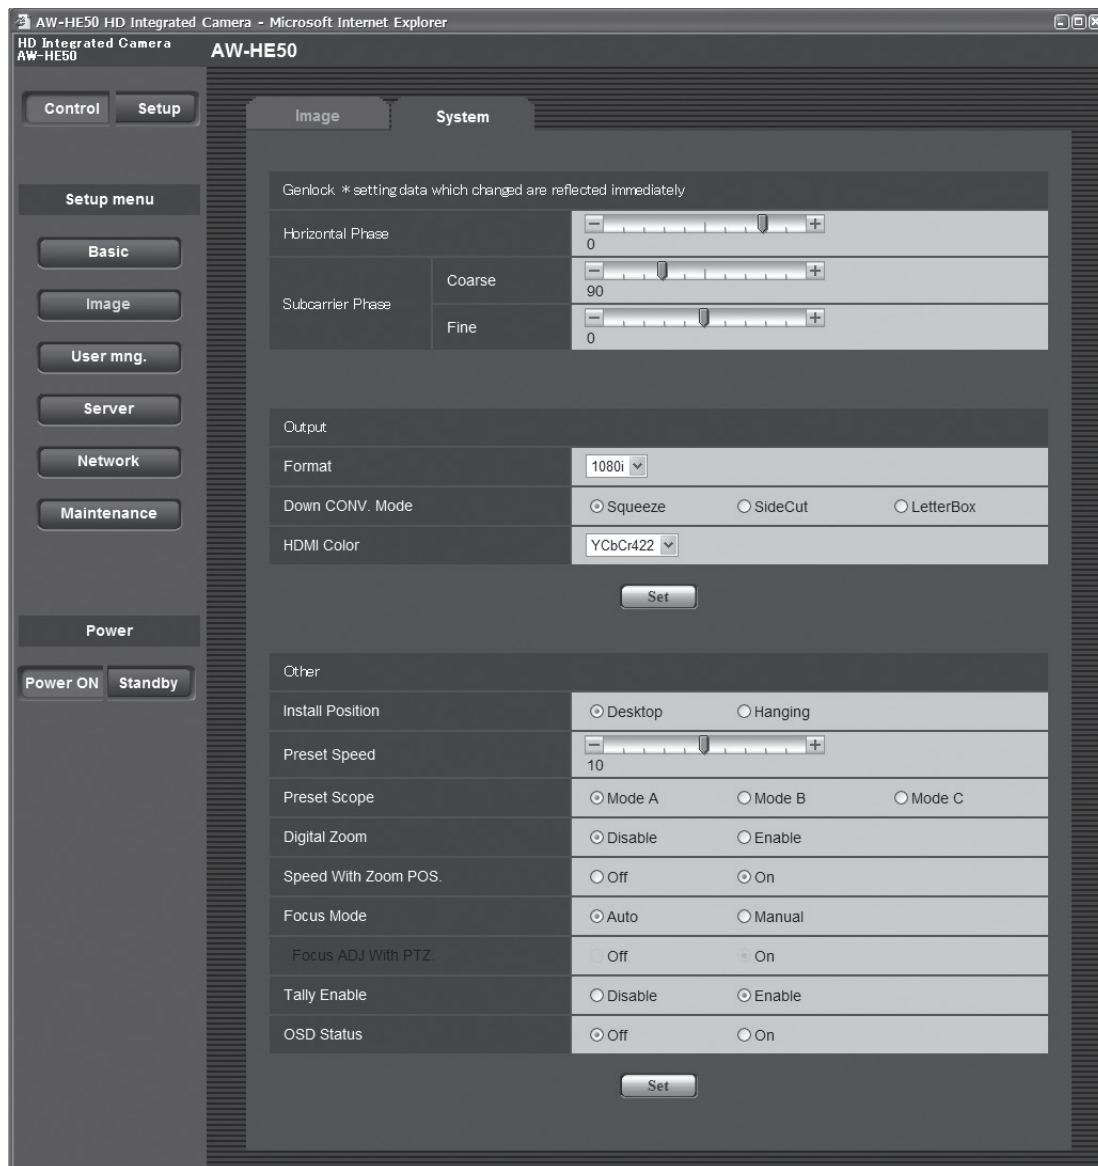 AW-HE50 HD Integrated Camera - Microsoft Internet Explorer
HD Integrated Camera
AW-HE50
AW-HE50
Control Setup
Setup menu
Basic
Image
User mng.
Server
Network
Maintenance
Power
Power ON Standby
Image System
Genlock *setting data which changed are reflected immediately
Horizontal Phase
0
Subcarrier Phase
Coarse
90
Fine
0
Output
Format 1080i
Down CONV. Mode Squeeze SideCut LetterBox
HDMI Color YCbCr422
Set
Other
Install Position Desktop Hanging
Preset Speed
10
Preset Scope Mode A Mode B Mode C
Digital Zoom Disable Enable
Speed With Zoom POS. Off On
Focus Mode Auto Manual
Focus ADJ With PTZ. Off On
Tally Enable Disable Enable
OSD Status Off On
Set